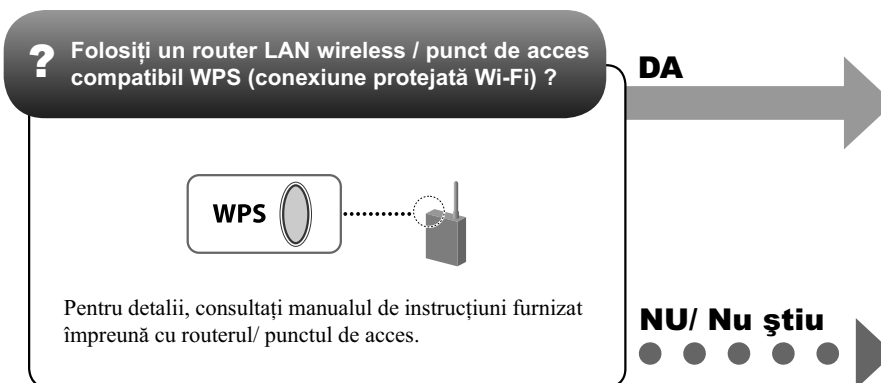 ? Folosiți un router LAN wireless / punct de acces
compatibil WPS (conexiune protejată Wi-Fi) ?
DA
WPS
Pentru detalii, consultați manualul de instrucțiuni furnizat
împreună cu routerul/ punctul de acces.
NU/ Nu ştiu